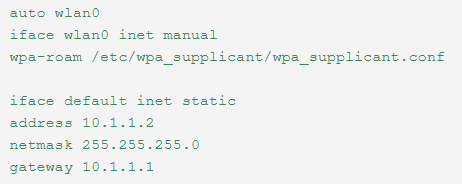 auto wlan0
iface wlan0 inet manual
wpa-roam /etc/wpa_supplicant/wpa_supplicant.conf

iface default inet static
address 10.1.1.2
netmask 255.255.255.0
gateway 10.1.1.1